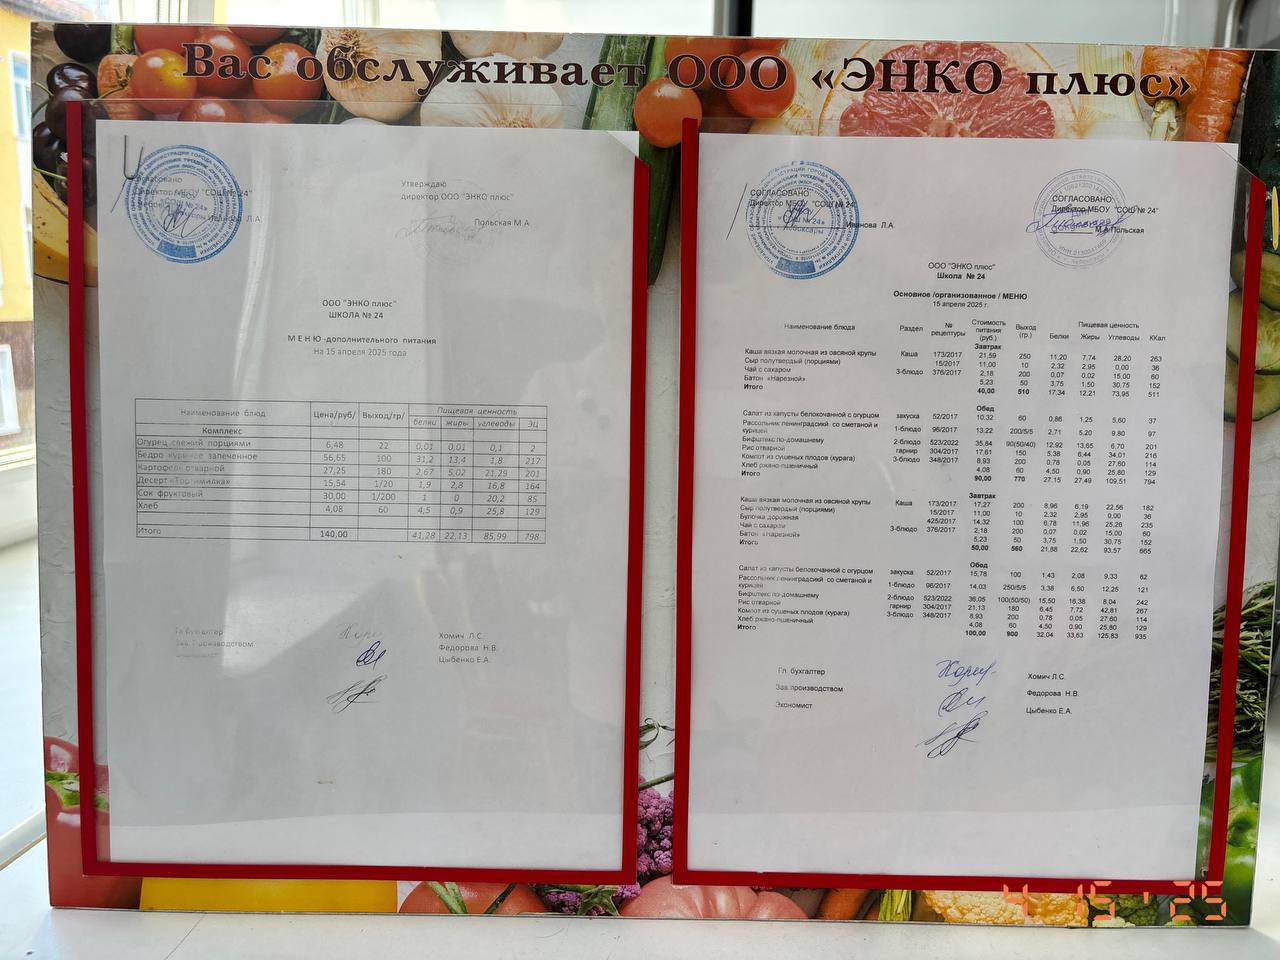 Вас обслуживает ООО «ЭНКО плюс»
Согласовано
Директор МБОУ "СОШ № 24"
Иванова Л.А.
Утверждаю
директор ООО "ЭНКО плюс"
Польская М.А.
ООО "ЭНКО плюс"
ШКОЛА № 24
М Е Н Ю -дополнительного питания
На 15 апреля 2025 года
Наименование блюд Цена/руб/ Выход/гр/ Пищевая ценность
белки жиры углеводы ЭЦ
Комплекс
Огурец свежий порциями 6,48 22 0,01 0,01 0,1 2
Бедро куриное запеченное 56,65 100 31,2 13,4 1,8 217
Картофель отварной 27,25 180 2,67 5,02 21,29 201
Десерт «Тортимилка» 15,54 1/20 1,9 2,8 16,8 164
Сок фруктовый 30,00 1/200 1 0 20,2 85
Хлеб 4,08 60 4,5 0,9 25,8 129
Итого 140,00 41,28 22,13 85,99 798
Гл бухгалтер Хомич Л.С.
Зав. производством Федорова Н.В.
Цыбенко Е.А.
СОГЛАСОВАНО
Директор МБОУ "СОШ № 24"
Иванова Л.А.
СОГЛАСОВАНО
Директор МБОУ "СОШ № 24"
М.А.Польская
ООО "ЭНКО плюс"
Школа № 24
Основное /организованное / МЕНЮ
15 апреля 2025 г.
Наименование блюда Раздел № рецептуры Стоимость питания (руб.) Выход (гр.) Пищевая ценность
Белки Жиры Углеводы ККал
Завтрак
Каша вязкая молочная из овсяной крупы Каша 173/2017 21,59 250 11,20 7,74 28,20 263
Сыр полутвердый (порциями) 15/2017 11,00 10 2,32 2,95 0,00 36
Чай с сахаром 3-блюдо 376/2017 2,18 200 0,07 0,02 15,00 60
Батон «Нарезной» 5,23 50 3,75 1,50 30,75 152
Итого 40,00 510 17,34 12,21 73,95 511
Обед
Салат из капусты белокочанной с огурцом закуска 52/2017 10,32 60 0,86 1,25 5,60 37
Рассольник ленинградский со сметаной и
курицей 1-блюдо 96/2017 13,22 200/5/5 2,71 5,20 9,80 97
Бифштекс по-домашнему 2-блюдо 523/2022 35,84 90(50/40) 12,92 13,65 6,70 201
Рис отварной гарнир 304/2017 17,61 150 5,38 6,44 34,01 216
Компот из сушеных плодов (курага) 3-блюдо 348/2017 8,93 200 0,78 0,05 27,60 114
Хлеб ржано-пшеничный 4,08 60 4,50 0,90 25,80 129
Итого 90,00 770 27,15 27,49 109,51 794
Завтрак
Каша вязкая молочная из овсяной крупы Каша 173/2017 17,27 200 8,96 6,19 22,56 182
Сыр полутвердый (порциями) 15/2017 11,00 10 2,32 2,95 0,00 36
Булочка дорожная 425/2017 14,32 100 6,78 11,96 25,26 235
Чай с сахаром 3-блюдо 376/2017 2,18 200 0,07 0,02 15,00 60
Батон «Нарезной» 5,23 50 3,75 1,50 30,75 152
Итого 50,00 560 21,88 22,62 93,57 665
Обед
Салат из капусты белокочанной с огурцом закуска 52/2017 15,78 100 1,43 2,08 9,33 62
Рассольник ленинградский со сметаной и
курицей 1-блюдо 96/2017 14,03 250/5/5 3,38 6,50 12,25 121
Бифштекс по-домашнему 2-блюдо 523/2022 36,05 100(50/50) 15,50 16,38 8,04 242
Рис отварной гарнир 304/2017 21,13 180 6,45 7,72 42,81 267
Компот из сушеных плодов (курага) 3-блюдо 348/2017 8,93 200 0,78 0,05 27,60 114
Хлеб ржано-пшеничный 4,08 60 4,50 0,90 25,80 129
Итого 100,00 900 32,04 33,63 125,83 935
Гл. бухгалтер Хомич Л.С.
Зав.производством Федорова Н.В.
Экономист Цыбенко Е.А.
4 15 '25